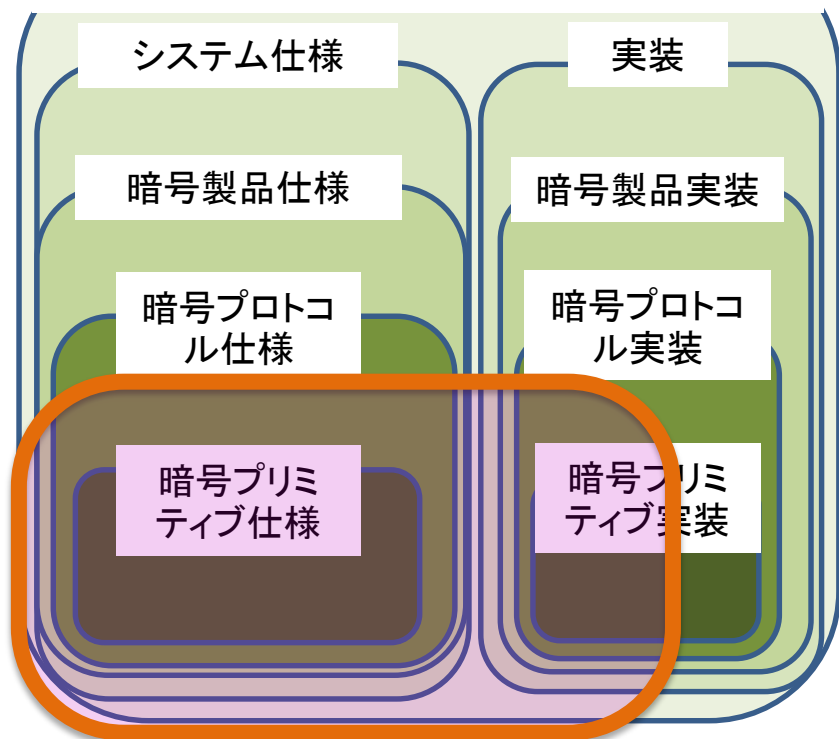 システム仕様
実装
暗号製品仕様
暗号製品実装
暗号プロトコ
ル仕様
暗号プロトコ
ル実装
暗号プリミ
ティブ仕様
暗号プリミ
ティブ実装